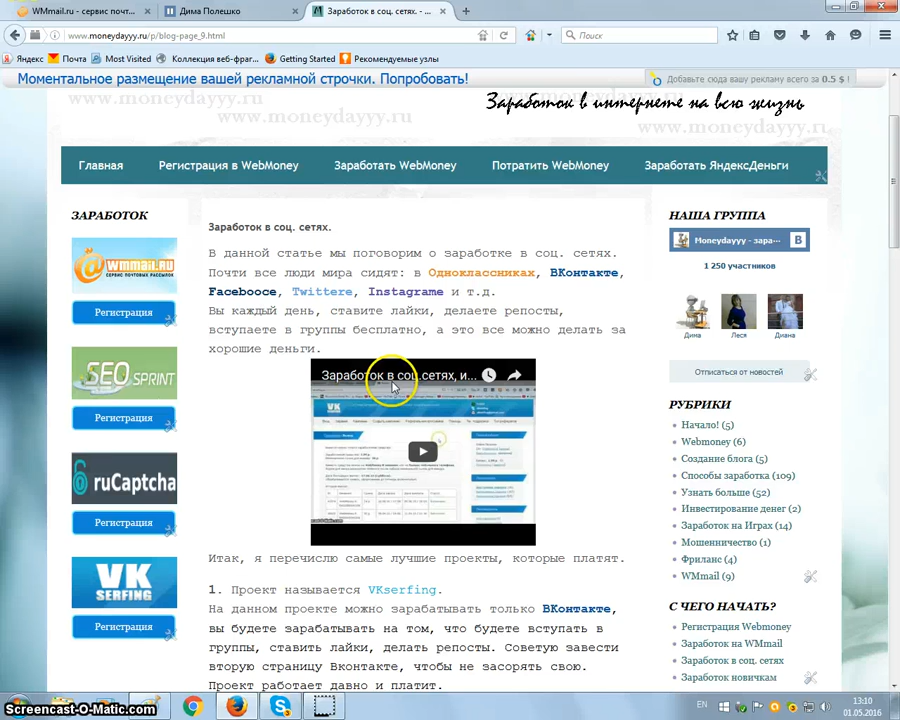 WMmail.ru - сервис почт...
Дима Полешко
Заработок в соц. сетях. - ...
www.moneydayyy.ru/p/blog-page_9.html
Поиск
Яндекс
Почта
Most Visited
Коллекция веб-фраг...
Getting Started
Рекомендуемые сайты
Моментальное размещение вашей рекламной строчки. Попробовать!
Добавьте сюда вашу рекламу всего за 0.5 $ !
www.moneydayyy.ru
www.moneydayyy.ru
www.moneydayyy.ru
Заработок в интернете на всю жизнь
Главная
Регистрация в WebMoney
Заработать WebMoney
Потратить WebMoney
Заработать ЯндексДеньги
ЗАРАБОТОК
wmmail.ru
СЕРВИС ПОЧТОВЫХ РАССЫЛОК
Регистрация
SEO SPRINT
Регистрация
ruCaptcha
Регистрация
VK
SERFING
Регистрация
Заработок в соц. сетях.
В данной статье мы поговорим о заработке в соц. сетях.
Почти все люди мира сидят: в Одноклассниках, ВКонтакте,
Facebooce, Twittere, Instagrame и т.д.
Вы каждый день, ставите лайки, делаете репосты,
вступаете в группы бесплатно, а это все можно делать за
хорошие деньги.
Заработок в соц.сетях, и...
Итак, я перечислю самые лучшие проекты, которые платят.
1. Проект называется VKserfing.
На данном проекте можно зарабатывать только ВКонтакте,
вы будете зарабатывать на том, что будете вступать в
группы, ставить лайки, делать репосты. Советую завести
вторую страницу Вконтакте, чтобы не засорять свою.
Проект работает давно и платит.
НАША ГРУППА
Moneydayyy - зара···
1 250 участников
Дима
Леся
Диана
Отписаться от новостей
РУБРИКИ
Начало! (5)
Webmoney (6)
Создание блога (5)
Способы заработка (109)
Узнать больше (52)
Инвестирование денег (2)
Заработок на Играх (14)
Мошенничество (1)
Фриланс (4)
WMmail (9)
С ЧЕГО НАЧАТЬ?
Регистрация Webmoney
Заработок на WMmail
Заработок в соц. сетях
Заработок новичкам
Screencast-O-Matic.com
EN
13:10
01.05.2016